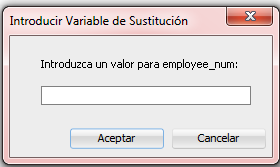 Introducir Variable de Sustitución
Introduzca un valor para employee_num:
Aceptar Cancelar